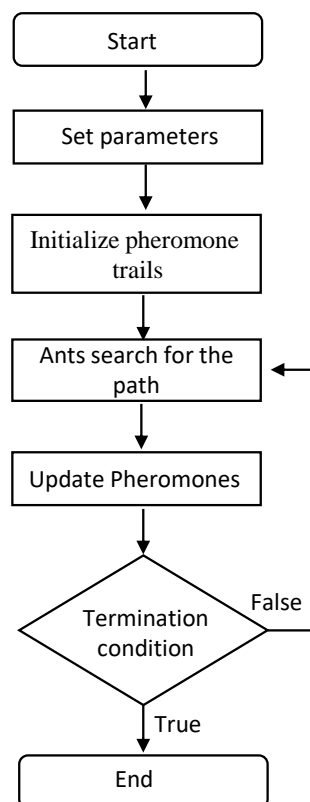 Start
Set parameters
Initialize pheromone
trails
Ants search for the
path
Update Pheromones
Termination
condition
False
True
End